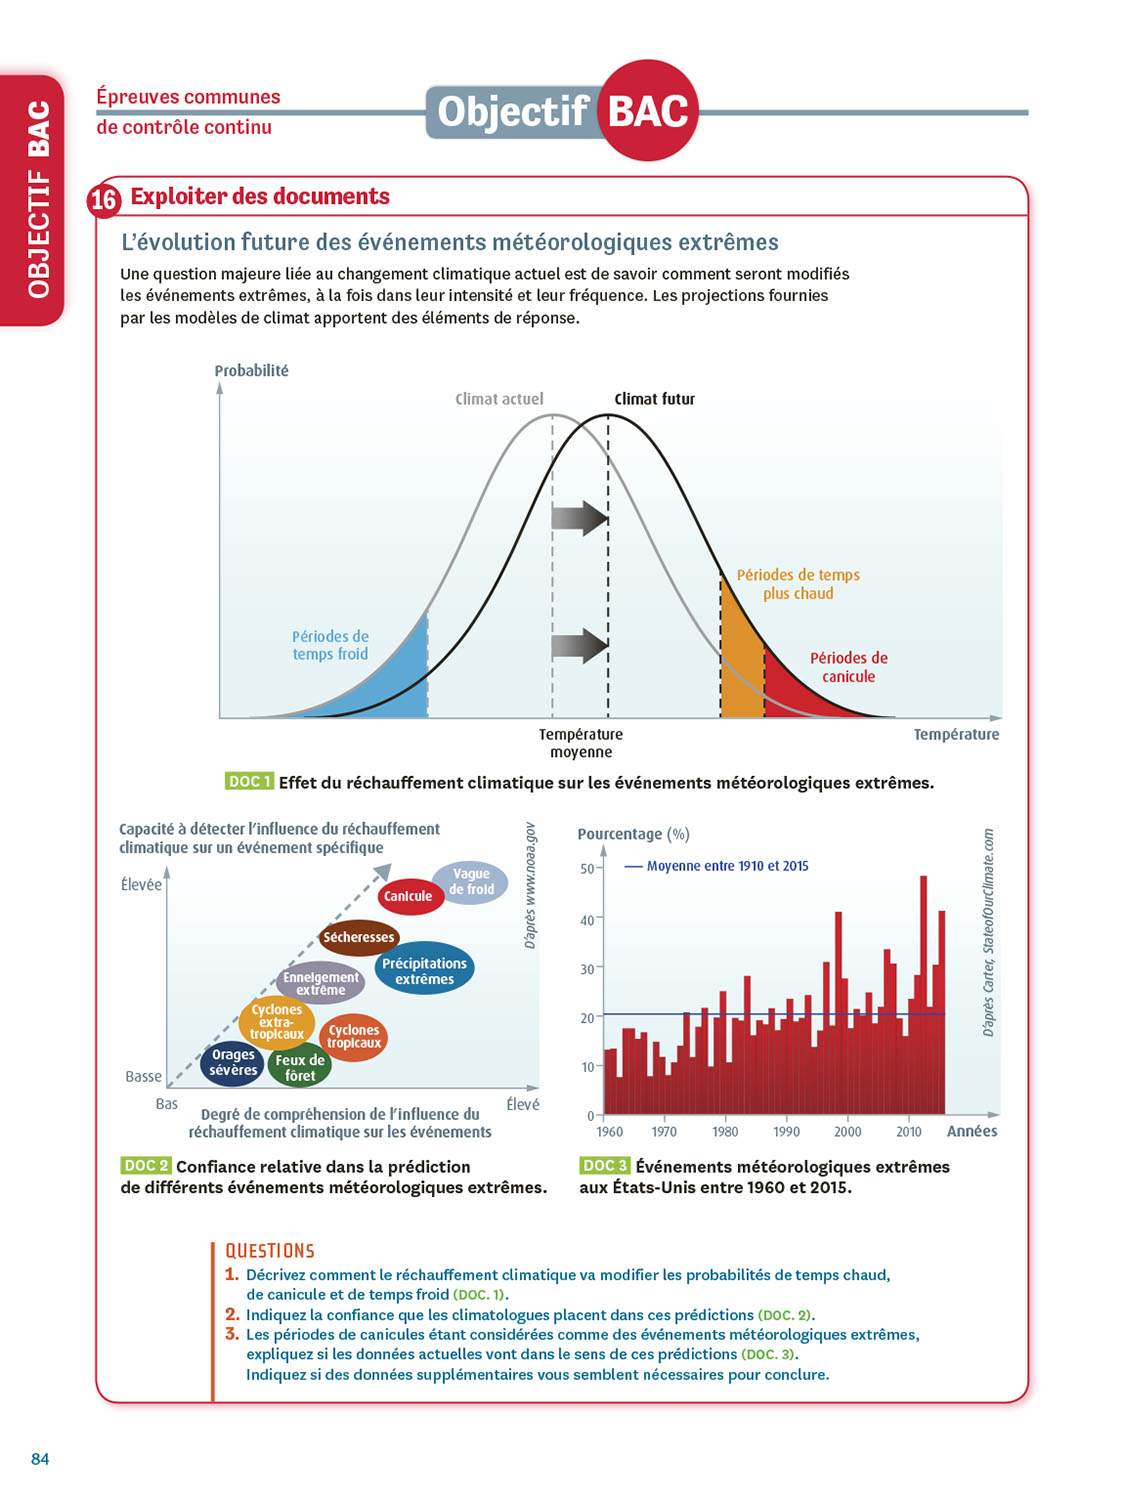 OBJECTIF BAC
Épreuves communes
de contrôle continu
Objectif BAC
16 Exploiter des documents
L'évolution future des événements météorologiques extrêmes
Une question majeure liée au changement climatique actuel est de savoir comment seront modifiés
les événements extrêmes, à la fois dans leur intensité et leur fréquence. Les projections fournies
par les modèles de climat apportent des éléments de réponse.
Probabilité
Climat actuel
Climat futur
Périodes de temps
plus chaud
Périodes de
temps froid
Périodes de
canicule
Température
moyenne
Température
DOC 1 Effet du réchauffement climatique sur les événements météorologiques extrêmes.
Capacité à détecter l'influence du réchauffement
climatique sur un événement spécifique
Élevée
Vague
de froid
Canicule
Sécheresses
Précipitations
extrêmes
Enneigement
extrême
Cyclones
extra-
tropicaux
Cyclones
tropicaux
Orages
sévères
Feux de
fôret
Basse
Bas
Élevé
Degré de compréhension de l'influence du
réchauffement climatique sur les événements
D'après www.noaa.gov
DOC 2 Confiance relative dans la prédiction
de différents événements météorologiques extrêmes.
Pourcentage (%)
Moyenne entre 1910 et 2015
50
40
30
20
10
0
1960
1970
1980
1990
2000
2010
Années
D'après Carter, StateofOurClimate.com
DOC 3 Événements météorologiques extrêmes
aux États-Unis entre 1960 et 2015.
QUESTIONS
1. Décrivez comment le réchauffement climatique va modifier les probabilités de temps chaud,
de canicule et de temps froid (DOC. 1).
2. Indiquez la confiance que les climatologues placent dans ces prédictions (DOC. 2).
3. Les périodes de canicules étant considérées comme des événements météorologiques extrêmes,
expliquez si les données actuelles vont dans le sens de ces prédictions (DOC. 3).
Indiquez si des données supplémentaires vous semblent nécessaires pour conclure.
84